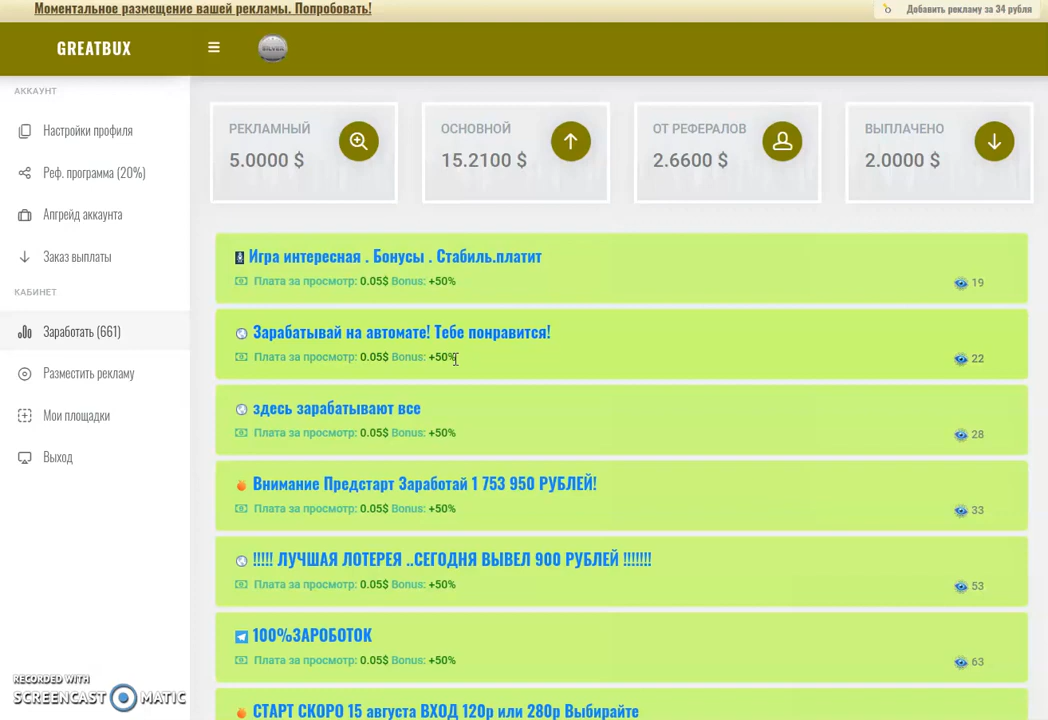 Моментальное размещение вашей рекламы. Попробовать!
Добавить рекламу за 34 рубля
GREATBUX
SILVER
АККАУНТ
Настройки профиля
Реф. программа (20%)
Апгрейд аккаунта
Заказ выплаты
КАБИНЕТ
Заработать (661)
Разместить рекламу
Мои площадки
Выход
РЕКЛАМНЫЙ
5.0000 $
ОСНОВНОЙ
15.2100 $
ОТ РЕФЕРАЛОВ
2.6600 $
ВЫПЛАЧЕНО
2.0000 $
Игра интересная . Бонусы . Стабиль.платит
Плата за просмотр: 0.05$ Bonus: +50%
19
Зарабатывай на автомате! Тебе понравится!
Плата за просмотр: 0.05$ Bonus: +50%
22
здесь зарабатывают все
Плата за просмотр: 0.05$ Bonus: +50%
28
Внимание Предстарт Заработай 1 753 950 РУБЛЕЙ!
Плата за просмотр: 0.05$ Bonus: +50%
33
!!!!! ЛУЧШАЯ ЛОТЕРЕЯ ..СЕГОДНЯ ВЫВЕЛ 900 РУБЛЕЙ !!!!!!!
Плата за просмотр: 0.05$ Bonus: +50%
53
100%ЗАРОБОТОК
Плата за просмотр: 0.05$ Bonus: +50%
63
СТАРТ СКОРО 15 августа ВХОД 120р или 280р Выбирайте
RECORDED WITH
SCREENCAST MATIC